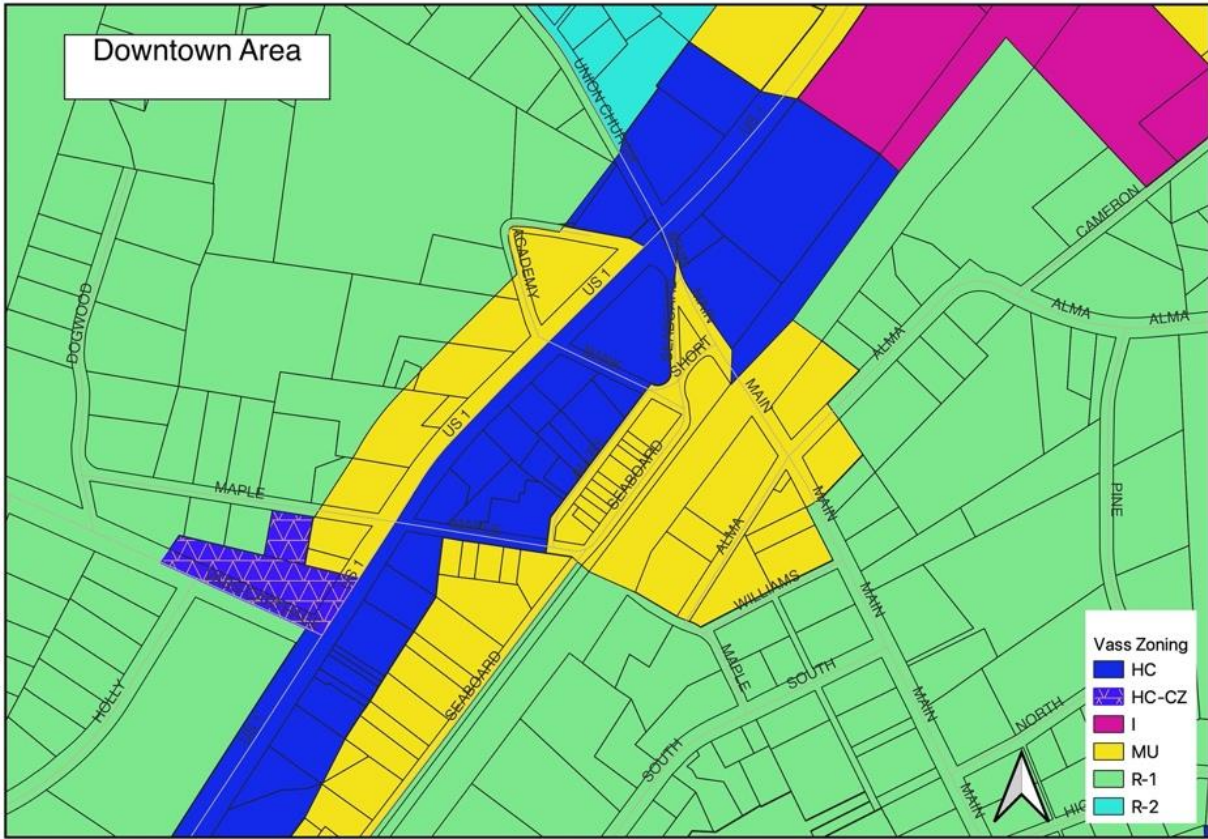 Downtown Area
UNION CHURCH
CAMERON
ACADEMY
US 1
MAIN
DOGWOOD
ALMA
ALMA
ALMA
SHORT
MAIN
US 1
SEABOARD
MAPLE
MAIN
PINE
ALMA
WILLIAMS
MAIN
HOLLY
SEABOARD
MAPLE
SOUTH
SOUTH
MAIN
NORTH
MAIN
Vass Zoning
HC
HC-CZ
I
MU
R-1
R-2